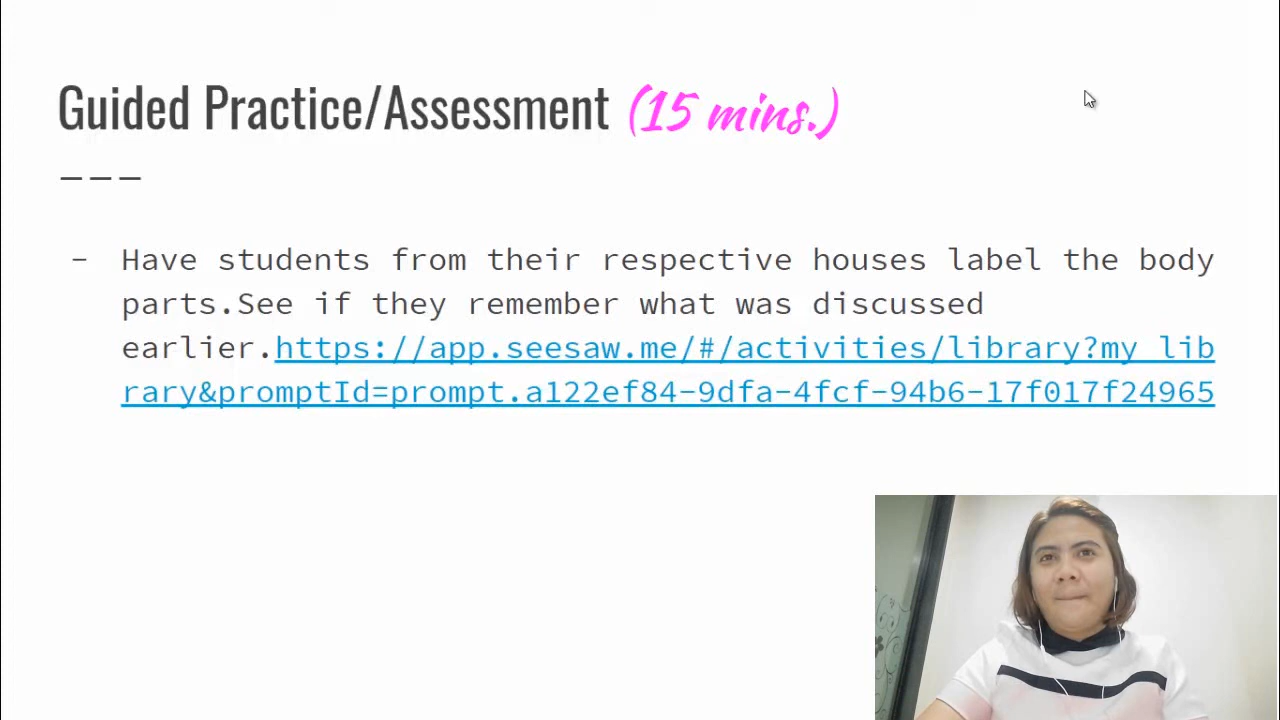 Guided Practice/Assessment (15 mins.)
---
- Have students from their respective houses label the body
parts.See if they remember what was discussed
earlier.https://app.seesaw.me/#/activities/library?my_lib
rary&promptId=prompt.a122ef84-9dfa-4fcf-94b6-17f017f24965